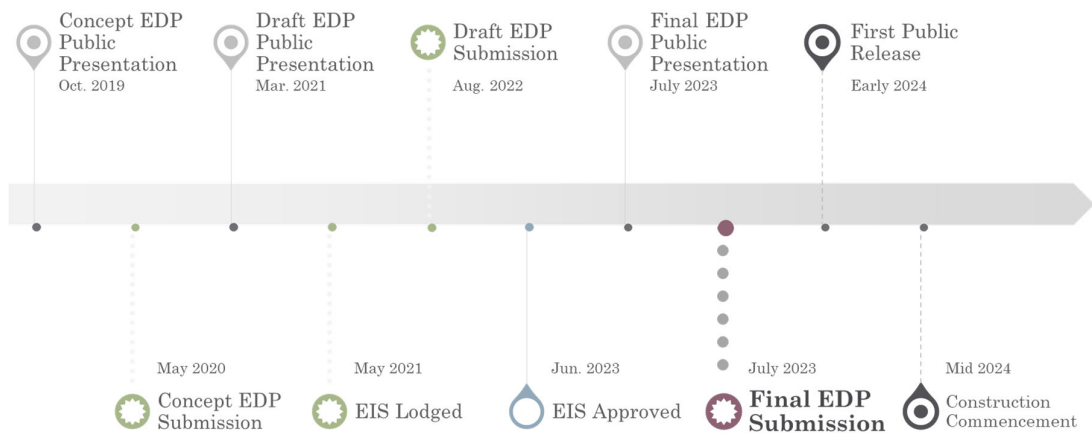 Concept EDP
Public
Presentation
Oct. 2019
Draft EDP
Public
Presentation
Mar. 2021
Draft EDP
Submission
Aug. 2022
Final EDP
Public
Presentation
July 2023
First Public
Release
Early 2024
May 2020
Concept EDP
Submission
May 2021
EIS Lodged
Jun. 2023
EIS Approved
July 2023
Final EDP
Submission
Mid 2024
Construction
Commencement